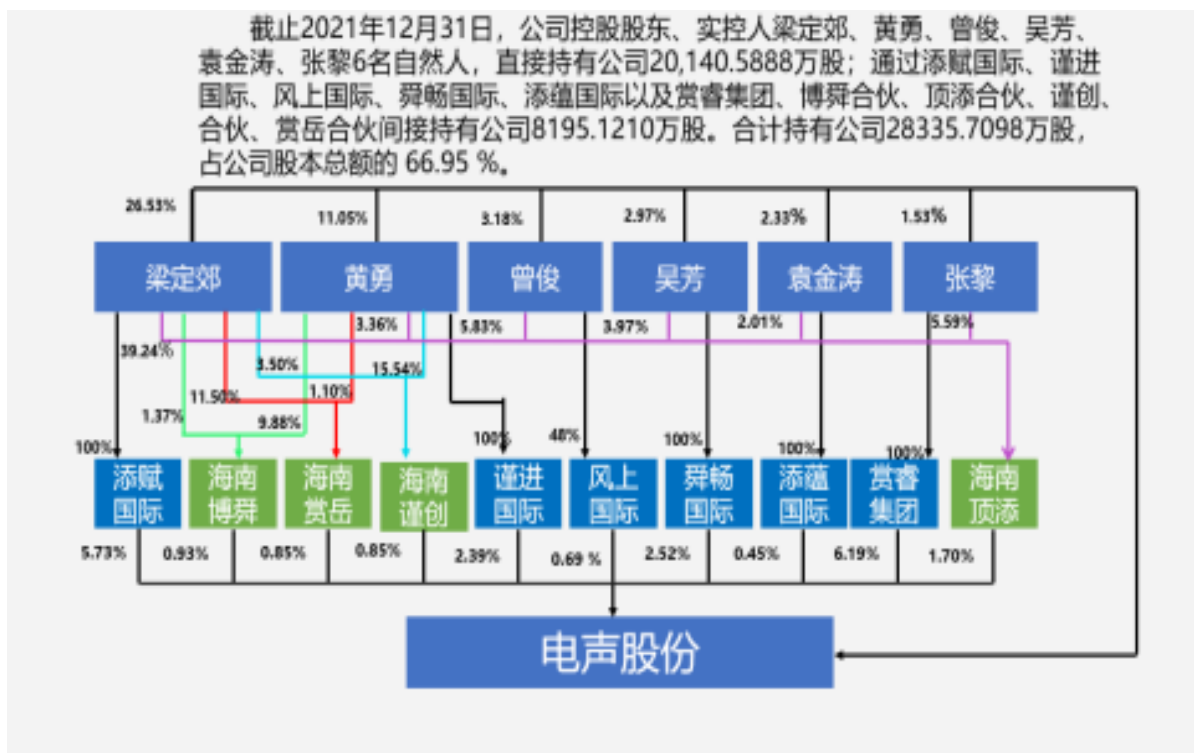 截止2021年12月31日，公司控股股东、实控人梁定郊、黄勇、曾俊、吴芳、
袁金涛、张黎6名自然人，直接持有公司20,140.5888万股；通过添赋国际、谨进
国际、风上国际、舜畅国际、添蕴国际以及赏睿集团、博舜合伙、顶添合伙、谨创、
合伙、赏岳合伙间接持有公司8195.1210万股。合计持有公司28335.7098万股，
占公司股本总额的 66.95 %。
26.53% 11.05% 3.18% 2.97% 2.33% 1.53%
梁定郊 黄勇 曾俊 吴芳 袁金涛 张黎
3.36% 5.83% 3.97% 2.01% 5.59%
39.24%
3.50% 15.54%
11.50% 1.10%
1.37% 9.88%
100% 100% 48% 100% 100% 100%
添赋 海南 海南 海南 谨进 风上 舜畅 添蕴 赏睿 海南
国际 博舜 赏岳 谨创 国际 国际 国际 国际 集团 顶添
5.73% 0.93% 0.85% 0.85% 2.39% 0.69 % 2.52% 0.45% 6.19% 1.70%
电声股份